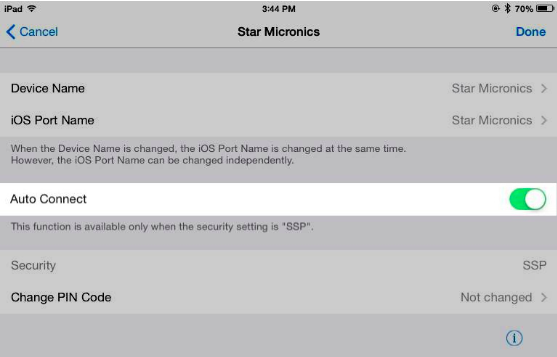 iPad 3:44 PM 70%
Cancel Star Micronics Done
Device Name Star Micronics
iOS Port Name Star Micronics
When the Device Name is changed, the iOS Port Name is changed at the same time.
However, the iOS Port Name can be changed independently.
Auto Connect
This function is available only when the security setting is "SSP".
Security SSP
Change PIN Code Not changed